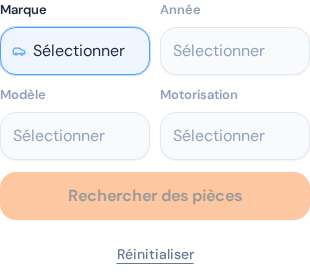 Marque
Année
Sélectionner
Sélectionner
Modèle
Motorisation
Sélectionner
Sélectionner
Rechercher des pièces
Réinitialiser